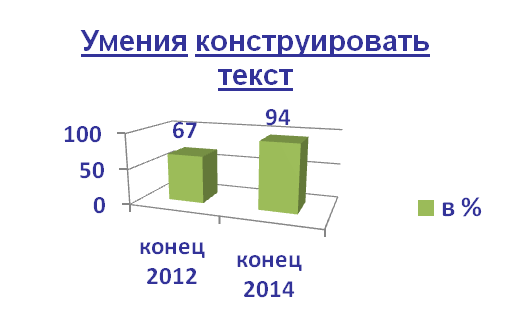 Умения конструировать
текст
94
67
100
50
0
в %
конец
2012
конец
2014